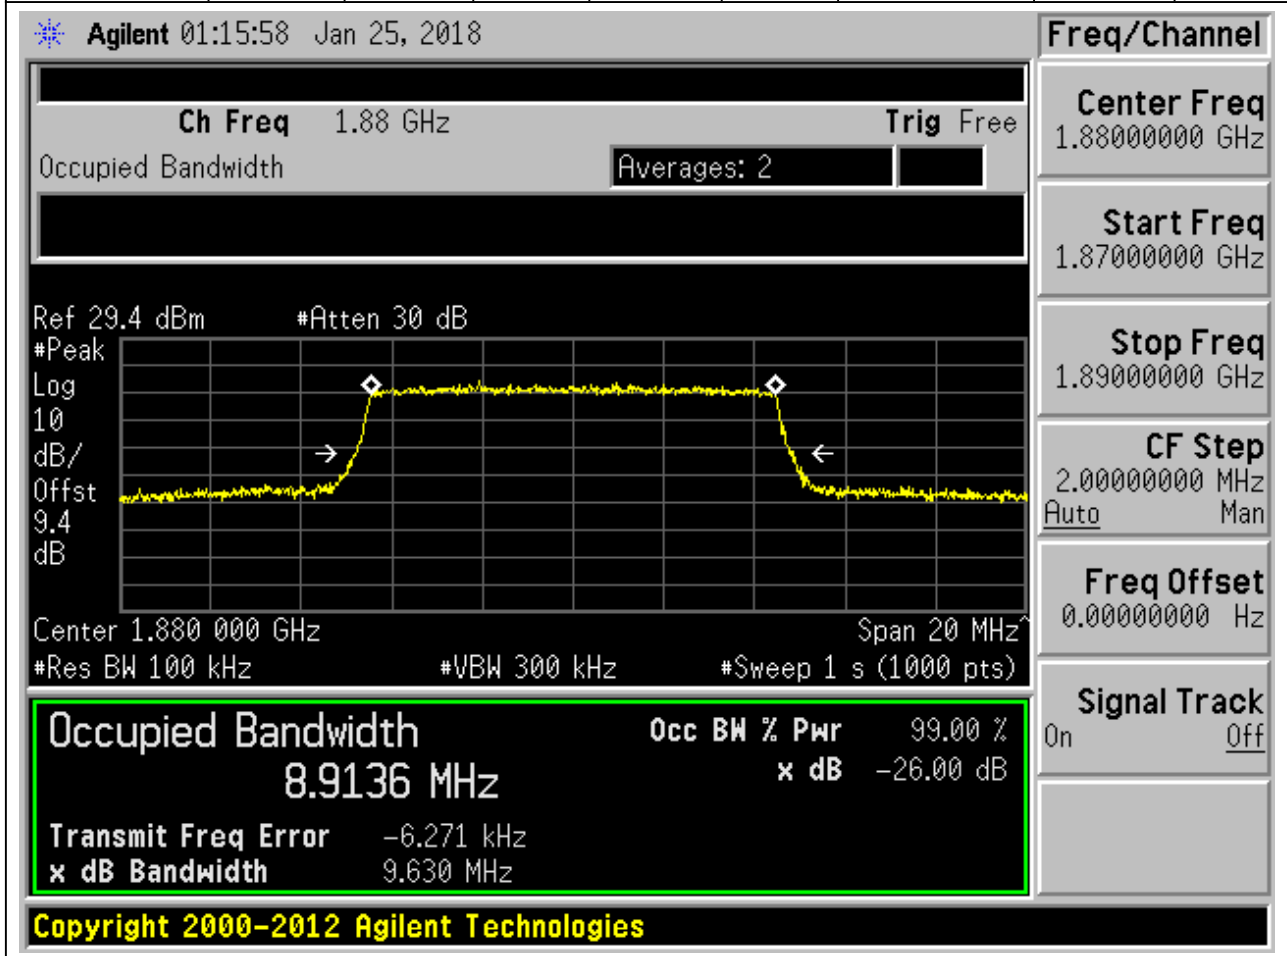 Agilent 01:15:58 Jan 25, 2018
Freq/Channel
Ch Freq 1.88 GHz Trig Free
Occupied Bandwidth Averages: 2
Center Freq
1.88000000 GHz
Start Freq
1.87000000 GHz
Stop Freq
1.89000000 GHz
CF Step
2.00000000 MHz
Auto Man
Freq Offset
0.00000000 Hz
Signal Track
On Off
Ref 29.4 dBm #Atten 30 dB
#Peak
Log
10
dB/
Offst
9.4
dB
Center 1.880 000 GHz Span 20 MHz^
#Res BW 100 kHz #VBW 300 kHz #Sweep 1 s (1000 pts)
Occupied Bandwidth Occ BW % Pwr 99.00 %
8.9136 MHz x dB -26.00 dB
Transmit Freq Error -6.271 kHz
x dB Bandwidth 9.630 MHz
Copyright 2000-2012 Agilent Technologies